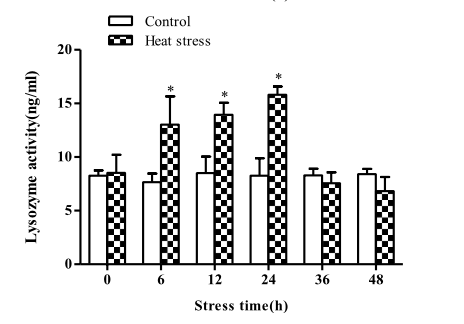 Control
Heat stress
20
15
10
5
0
Lysozyme activity(ng/ml)
*
*
*
0 6 12 24 36 48
Stress time(h)